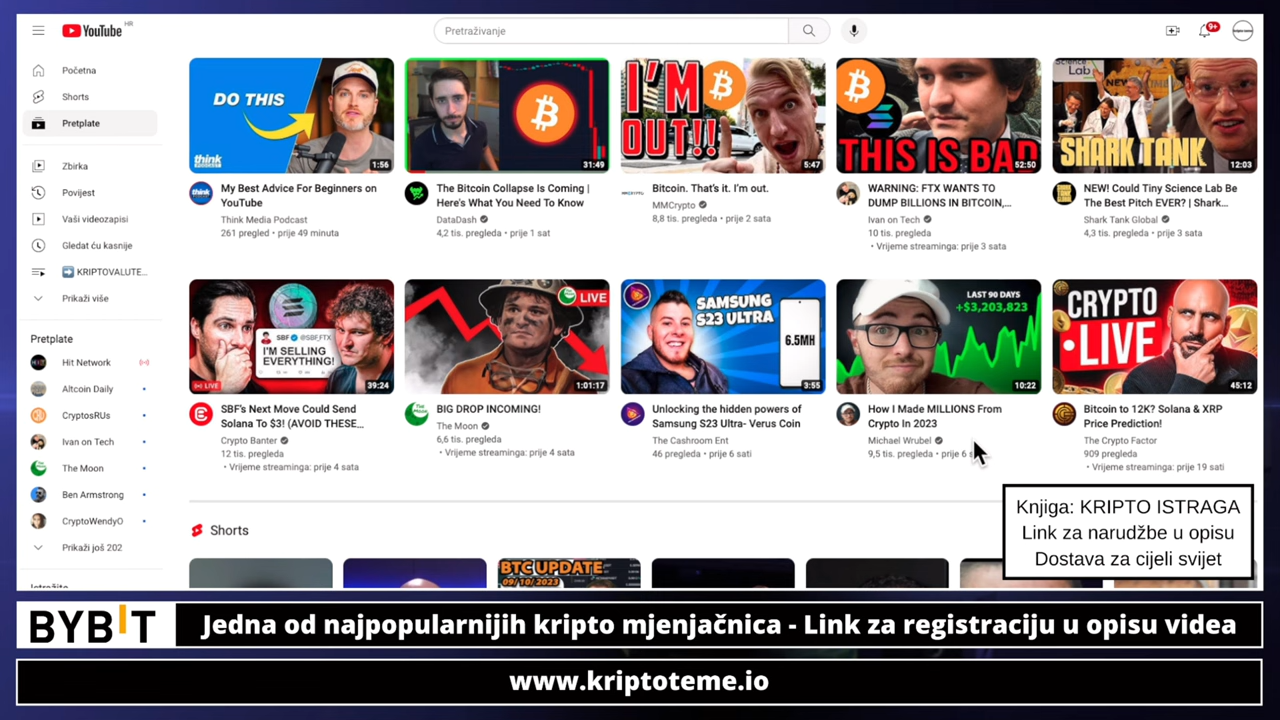 YouTube HR
Pretraživanje
9+
Početna
Shorts
Pretplate
Zbirka
Povijest
Vaši videozapisi
Gledat ću kasnije
KRIPTOVALUTE...
Prikaži više
Pretplate
Hit Network
Altcoin Daily
CryptosRUs
Ivan on Tech
The Moon
Ben Armstrong
CryptoWendyO
Prikaži još 202
DO THIS
think
1:56
My Best Advice For Beginners on
YouTube
Think Media Podcast
261 pregled • prije 49 minuta
31:49
The Bitcoin Collapse Is Coming |
Here's What You Need To Know
DataDash
4,2 tis. pregleda • prije 1 sat
I'M
OUT!!
5:47
Bitcoin. That's it. I'm out.
MMCrypto
8,8 tis. pregleda • prije 2 sata
THIS IS BAD
52:50
WARNING: FTX WANTS TO
DUMP BILLIONS IN BITCOIN,...
Ivan on Tech
10 tis. pregleda
• Vrijeme streaminga: prije 3 sata
Lab
SHARK TANK
12:03
NEW! Could Tiny Science Lab Be
The Best Pitch EVER? | Shark...
Shark Tank Global
4,3 tis. pregleda • prije 3 sata
SBF @SBF_FTX
I'M SELLING
EVERYTHING!
LIVE
39:24
SBF's Next Move Could Send
Solana To $3! (AVOID THESE...
Crypto Banter
12 tis. pregleda
• Vrijeme streaminga: prije 4 sata
The Moon
LIVE
1:01:17
BIG DROP INCOMING!
The Moon
6,6 tis. pregleda
• Vrijeme streaminga: prije 4 sata
SAMSUNG
S23 ULTRA
6.5MH
3:55
Unlocking the hidden powers of
Samsung S23 Ultra- Verus Coin
The Cashroom Ent
46 pregleda • prije 6 sati
LAST 90 DAYS
+$3,203,823
10:22
How I Made MILLIONS From
Crypto In 2023
Michael Wrubel
9,5 tis. pregleda • prije 6
CRYPTO
• LIVE
45:12
Bitcoin to 12K? Solana & XRP
Price Prediction!
The Crypto Factor
909 pregleda
• Vrijeme streaminga: prije 19 sati
Shorts
BTC UPDATE
09/10/2023
Knjiga: KRIPTO ISTRAGA
Link za narudžbe u opisu
Dostava za cijeli svijet
BYBIT
Jedna od najpopularnijih kripto mjenjačnica - Link za registraciju u opisu videa
www.kriptoteme.io